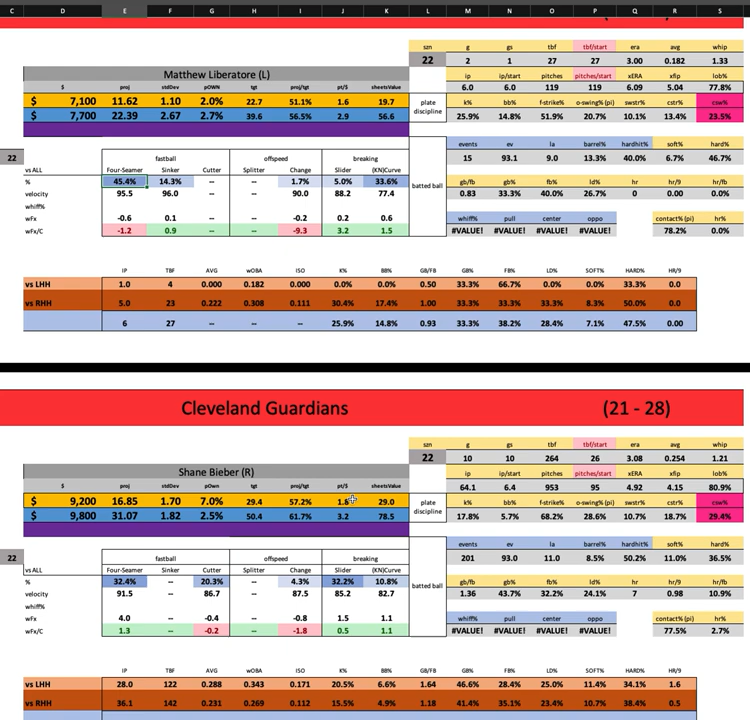 C D E F G H I J K L M N O P Q R S
szn g gs tbf tbf/start era avg whip
22 2 1 27 27 3.00 0.182 1.33
Matthew Liberatore (L) ip ip/start pitches pitches/start xERA xfip lob%
$ proj stdDev pOWN tgt proj/tgt pt/$ sheetsValue 6.0 6.0 119 119 6.09 5.04 77.8%
$ 7,100 11.62 1.10 2.0% 22.7 51.1% 1.6 19.7 plate discipline k% bb% f-strike% o-swing% (pi) swstr% cstr% csw%
$ 7,700 22.39 2.67 2.7% 39.6 56.5% 2.9 56.6 25.9% 14.8% 51.9% 20.7% 10.1% 13.4% 23.5%
events ev la barrel% hardhit% soft% hard%
22 fastball offspeed breaking 15 93.1 9.0 13.3% 40.0% 6.7% 46.7%
vs ALL Four-Seamer Sinker Cutter Splitter Change Slider (KN)Curve
% 45.4% 14.3% -- -- 1.7% 5.0% 33.6% batted ball gb/fb gb% fb% ld% hr hr/9 hr/fb
velocity 95.5 96.0 -- -- 90.0 88.2 77.4 0.83 33.3% 40.0% 26.7% 0 0.00 0.0%
whiff%
wFx -0.6 0.1 -- -- -0.2 0.2 0.6 whiff% pull center oppo contact% (pi) hr%
wFx/C -1.2 0.9 -- -- -9.3 3.2 1.5 #VALUE! #VALUE! #VALUE! #VALUE! 78.2% 0.0%
IP TBF AVG wOBA ISO K% BB% GB/FB GB% FB% LD% SOFT% HARD% HR/9
vs LHH 1.0 4 0.000 0.182 0.000 0.0% 0.0% 0.50 33.3% 66.7% 0.0% 0.0% 33.3% 0.0
vs RHH 5.0 23 0.222 0.308 0.111 30.4% 17.4% 1.00 33.3% 33.3% 33.3% 8.3% 50.0% 0.0
6 27 -- -- - 25.9% 14.8% 0.93 33.3% 38.2% 28.4% 7.1% 47.5% 0.00
Cleveland Guardians (21 - 28)
szn g gs tbf tbf/start era avg whip
22 10 10 264 26 3.08 0.254 1.21
Shane Bieber (R) ip ip/start pitches pitches/start xERA xfip lob%
$ proj stdDev pOwn tgt proj/tgt pt/$ sheetsValue 64.1 6.4 953 95 4.92 4.15 80.9%
$ 9,200 16.85 1.70 7.0% 29.4 57.2% 1.8 29.0 plate discipline k% bb% f-strike% o-swing% (pi) swstr% cstr% csw%
$ 9,800 31.07 1.82 2.5% 50.4 61.7% 3.2 78.5 17.8% 5.7% 68.2% 28.6% 10.7% 18.7% 29.4%
events ev la barrel% hardhit% soft% hard%
22 fastball offspeed breaking 201 93.0 11.0 8.5% 50.2% 11.0% 36.5%
vs ALL Four-Seamer Sinker Cutter Splitter Change Slider (KN)Curve
% 32.4% -- 20.3% -- 4.3% 32.2% 10.8% batted ball gb/fb gb% fb% ld% hr hr/9 hr/fb
velocity 91.5 -- 86.7 -- 87.5 85.2 82.7 1.36 43.7% 32.2% 24.1% 7 0.98 10.9%
whiff%
wFx 4.0 -- -0.4 -- -0.8 1.5 1.1 whiff% pull center oppo contact% (pi) hr%
wFx/C 1.3 -- -0.2 -- -1.8 0.5 1.1 #VALUE! #VALUE! #VALUE! #VALUE! 77.5% 2.7%
IP TBF AVG wOBA ISO K% BB% GB/FB GB% FB% LD% SOFT% HARD% HR/9
vs LHH 28.0 122 0.288 0.343 0.171 20.5% 6.6% 1.64 46.6% 28.4% 25.0% 11.4% 34.1% 1.6
vs RHH 36.1 142 0.231 0.269 0.112 15.5% 4.9% 1.18 41.4% 35.1% 23.4% 10.7% 38.4% 0.5